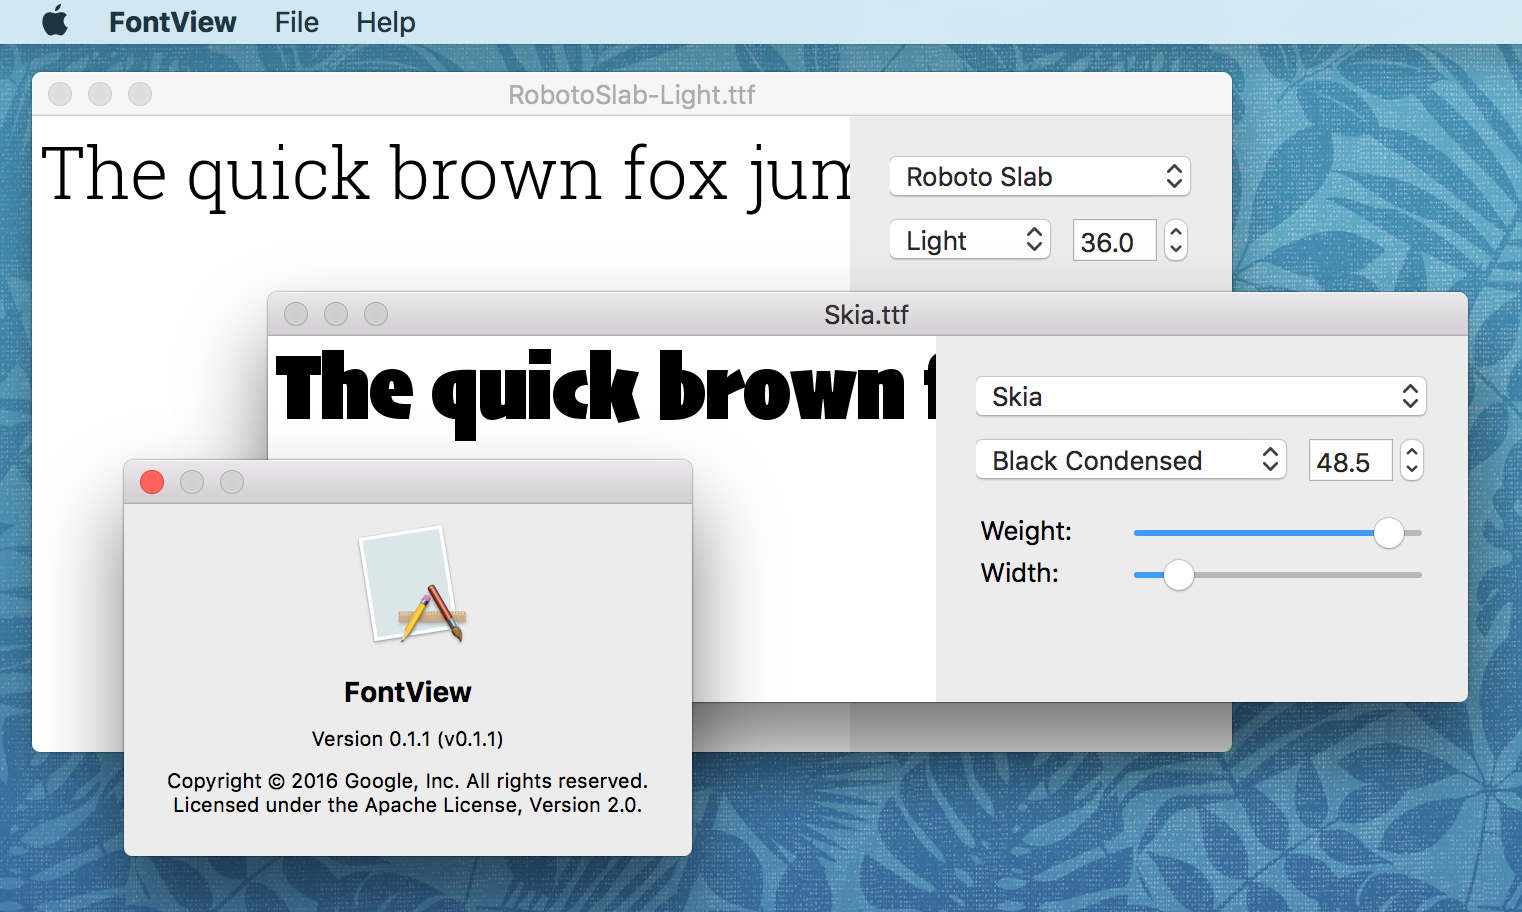 FontView File Help
RobotoSlab-Light.ttf
The quick brown fox jum
Roboto Slab
Light 36.0
Skia.ttf
The quick brown f
Skia
Black Condensed 48.5
Weight:
Width:
FontView
Version 0.1.1 (v0.1.1)
Copyright © 2016 Google, Inc. All rights reserved.
Licensed under the Apache License, Version 2.0.